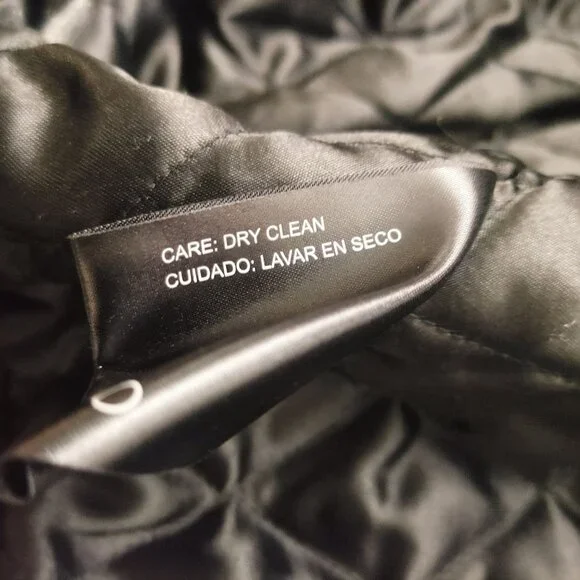 CARE: DRY CLEAN
CUIDADO: LAVAR EN SECO